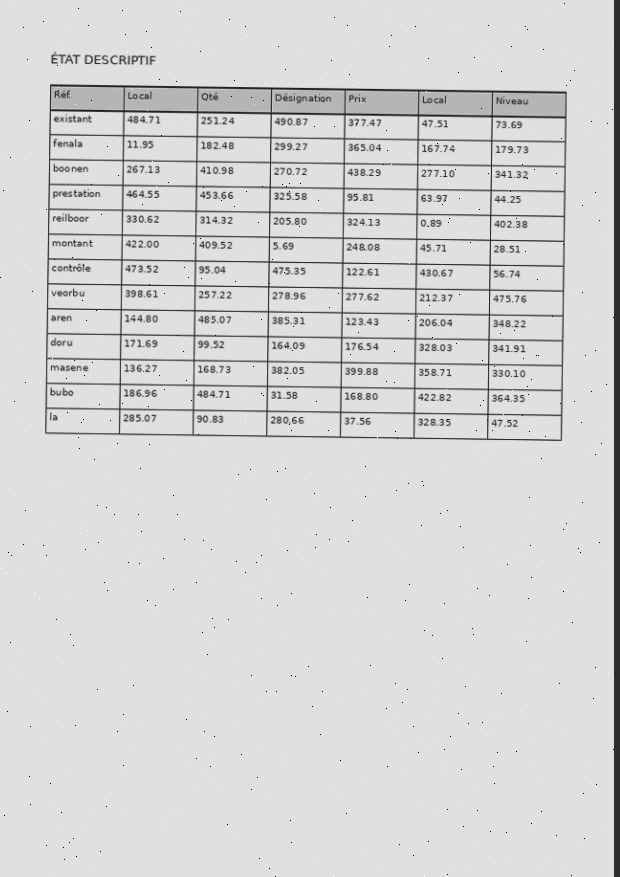 ÉTAT DESCRIPTIF
Réf. Local Qté Désignation Prix Local Niveau
existant 484.71 251.24 490.87 377.47 47.51 73.69
fenala 11.95 182.48 299.27 365.04 167.74 179.73
boonen 267.13 410.98 270.72 438.29 277.10 341.32
prestation 464.55 453.66 325.58 95.81 63.97 44.25
reilboor 330.62 314.32 205.80 324.13 0.89 402.38
montant 422.00 409.52 5.69 248.08 45.71 28.51
contrôle 473.52 95.04 475.35 122.61 430.67 56.74
veorbu 398.61 257.22 278.96 277.62 212.37 475.76
aren 144.80 485.07 385.31 123.43 206.04 348.22
doru 171.69 99.52 164.09 176.54 328.03 341.91
masene 136.27 168.73 382.05 399.88 358.71 330.10
bubo 186.96 484.71 31.58 168.80 422.82 364.35
la 285.07 90.83 280.66 37.56 328.35 47.52